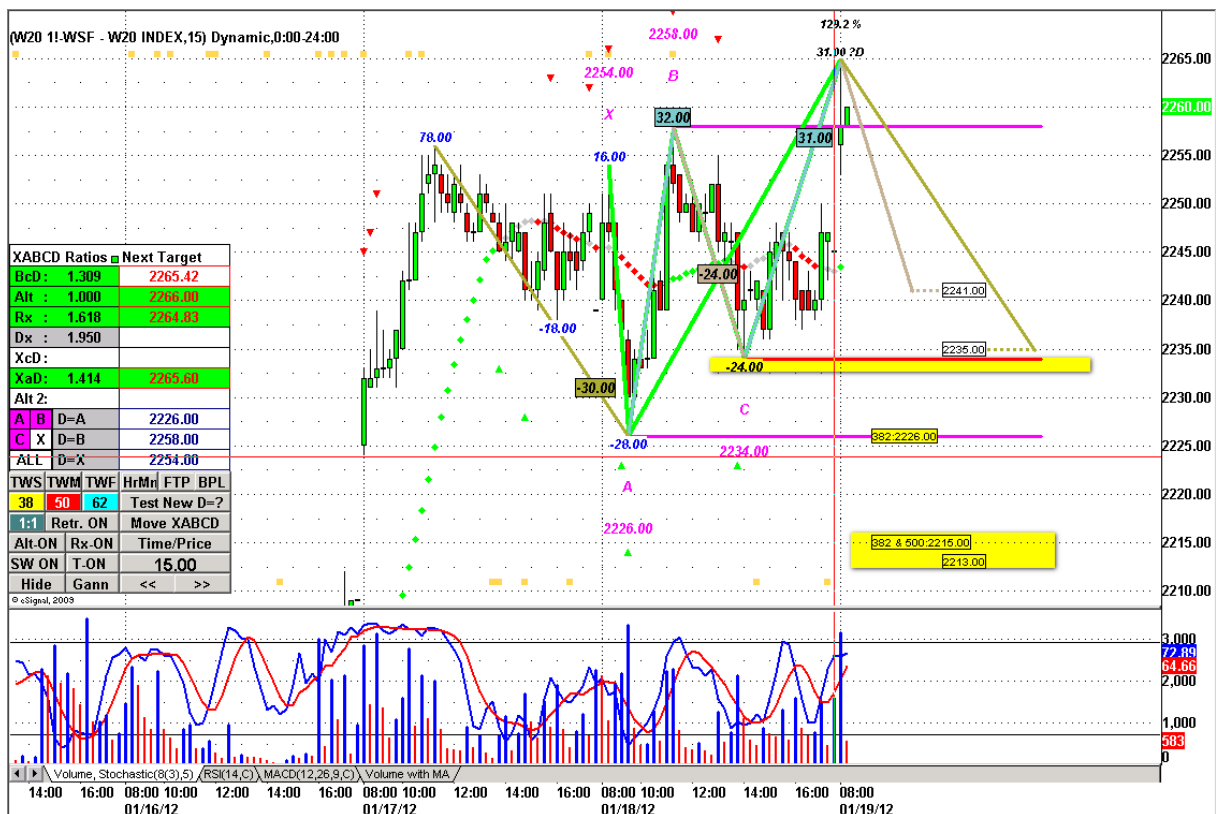 (W20 1!-WSF - W20 INDEX,15) Dynamic,0:00-24:00
129.2 %
31.00 ?D
2258.00
2254.00
B
X
78.00
16.00
32.00
31.00
-18.00
-24.00
-30.00
-24.00
-28.00
C
2234.00
A
2226.00
2241.00
2235.00
382:2226.00
382 & 500:2215.00
2213.00
2265.00
2260.00
2255.00
2250.00
2245.00
2240.00
2235.00
2230.00
2225.00
2220.00
2215.00
2210.00
XABCD Ratios Next Target
BcD: 1.309 2265.42
Alt : 1.000 2266.00
Rx : 1.618 2264.83
Dx : 1.950
XcD:
XaD: 1.414 2265.60
Alt 2:
A B D=A 2226.00
C X D=B 2258.00
ALL D=X 2254.00
TWS TWM TWF HrMn FTP BPL
38 50 62 Test New D=?
1:1 Retr. ON Move XABCD
Alt-ON Rx-ON Time/Price
SW ON T-ON 15.00
Hide Gann << >>
© eSignal, 2009
3,000
72.89
64.66
2,000
1,000
583
0
Volume, Stochastic(8(3),5) RSI(14,C) MACD(12,26,9,C) Volume with MA
14:00 16:00 08:00 10:00 12:00 14:00 16:00 08:00 10:00 12:00 14:00 16:00 08:00 10:00 12:00 14:00 16:00 08:00
01/16/12 01/17/12 01/18/12 01/19/12